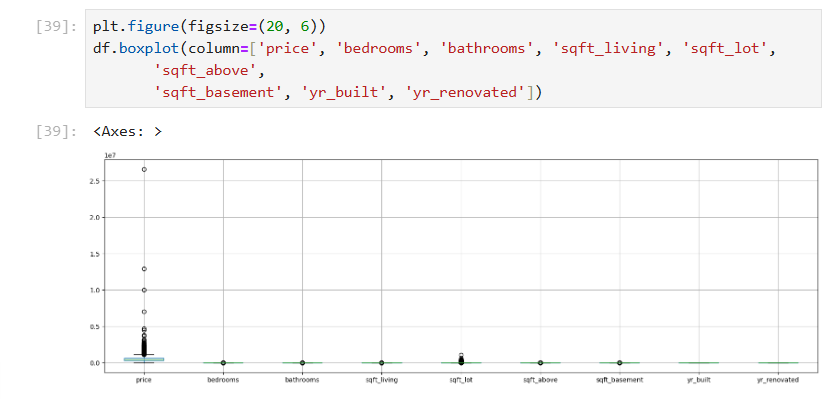 [39]: plt.figure(figsize=(20, 6))
df.boxplot(column=['price', 'bedrooms', 'bathrooms', 'sqft_living', 'sqft_lot',
'sqft_above',
'sqft_basement', 'yr_built', 'yr_renovated'])
[39]: <Axes: >
1e7
2.5
2.0
1.5
1.0
0.5
0.0
price bedrooms bathrooms sqft_living sqft_lot sqft_above sqft_basement yr_built yr_renovated